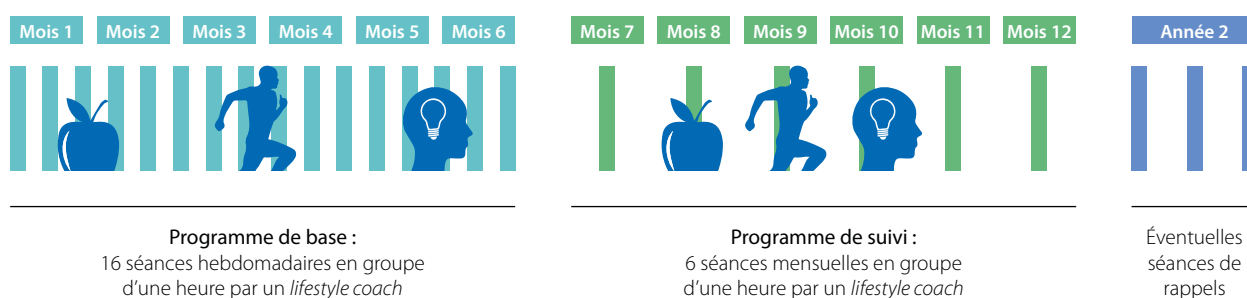 Mois 1 Mois 2 Mois 3 Mois 4 Mois 5 Mois 6
Mois 7 Mois 8 Mois 9 Mois 10 Mois 11 Mois 12
Année 2
Programme de base :
16 séances hebdomadaires en groupe
d'une heure par un lifestyle coach
Programme de suivi :
6 séances mensuelles en groupe
d'une heure par un lifestyle coach
Éventuelles
séances de
rappels